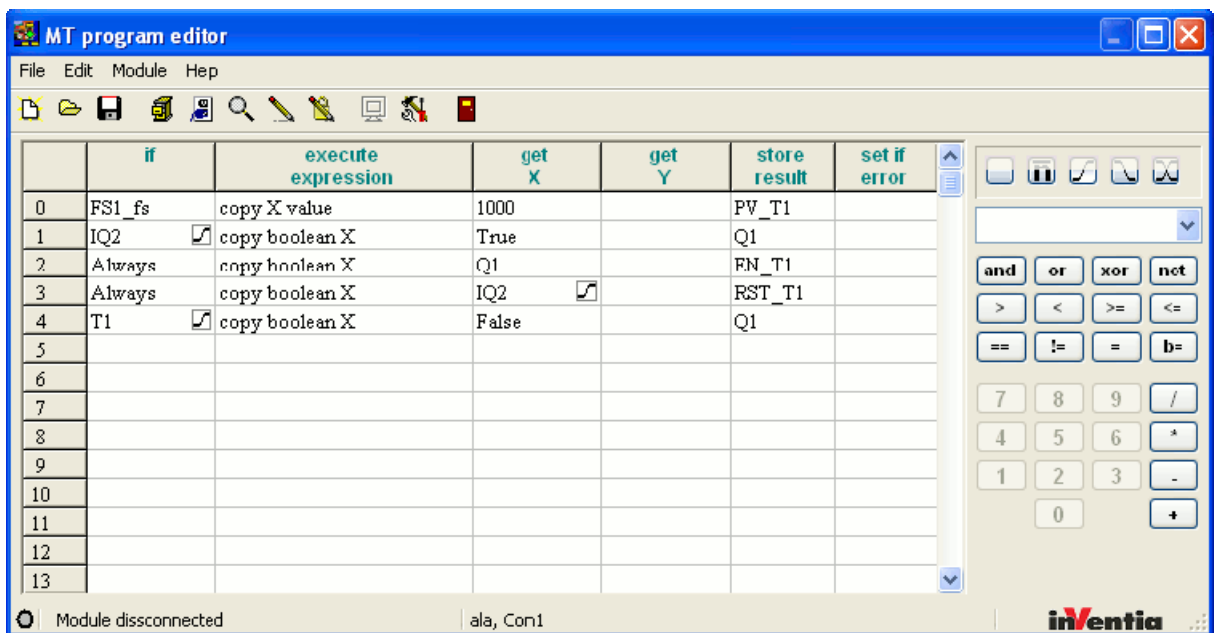 MT program editor
File Edit Module Hep
if execute expression get X get Y store result set if error
0 FS1_fs copy X value 1000 PV_T1
1 IQ2 copy boolean X True Q1
2 Always copy boolean X Q1 EN_T1
3 Always copy boolean X IQ2 RST_T1
4 T1 copy boolean X False Q1
5
6
7
8
9
10
11
12
13
n
and or xor not
> < >= <=
== != = b=
7 8 9 /
4 5 6 *
1 2 3 -
0 +
Module dissconnected ala, Com1 inVentia